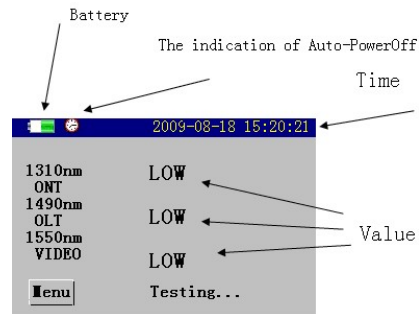 Battery
The indication of Auto-PowerOff
Time
2009-08-18 15:20:21
1310nm LOW
ONT
1490nm
OLT LOW
1550nm
VIDEO LOW
Value
Menu Testing...